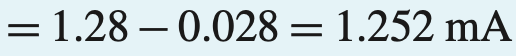 = 1.28 – 0.028 = 1.252 mA